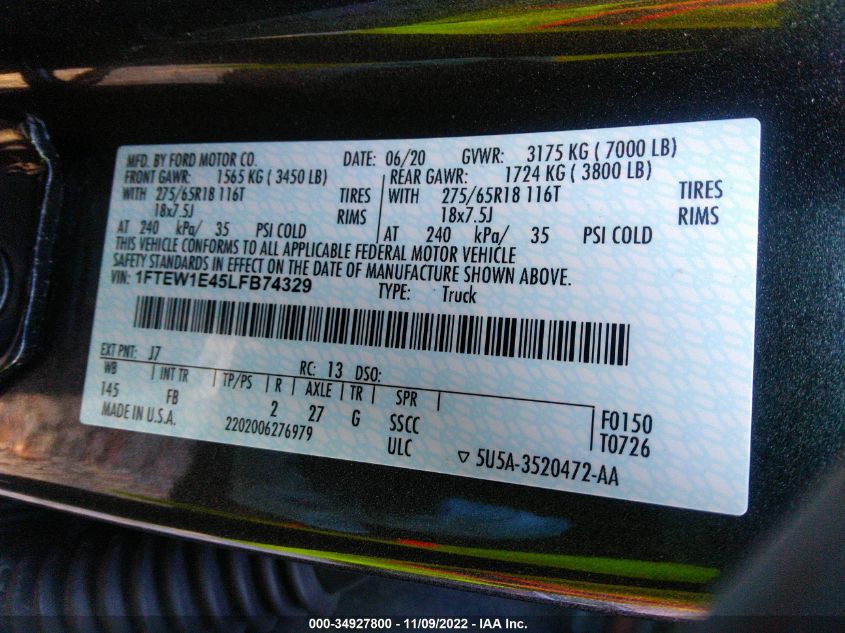 MFD. BY FORD MOTOR CO. DATE: 06/20 GVWR: 3175 KG ( 7000 LB)
FRONT GAWR: 1565 KG ( 3450 LB) REAR GAWR: 1724 KG ( 3800 LB)
WITH 275/65R18 116T TIRES WITH 275/65R18 116T TIRES
18x7.5J RIMS 18x7.5J RIMS
AT 240 kPa/ 35 PSI COLD AT 240 kPa/ 35 PSI COLD
THIS VEHICLE CONFORMS TO ALL APPLICABLE FEDERAL MOTOR VEHICLE
SAFETY STANDARDS IN EFFECT ON THE DATE OF MANUFACTURE SHOWN ABOVE.
VIN: 1FTEW1E45LFB74329 TYPE: Truck
EXT PNT: J7 RC: 13 DSO:
WB INT TR TP/PS R AXLE TR SPR
145 FB 2 27 G SSCC F0150
MADE IN U.S.A. 2202006276979 ULC T0726
▽ 5U5A-3520472-AA
000-34927800 - 11/09/2022 - IAA Inc.